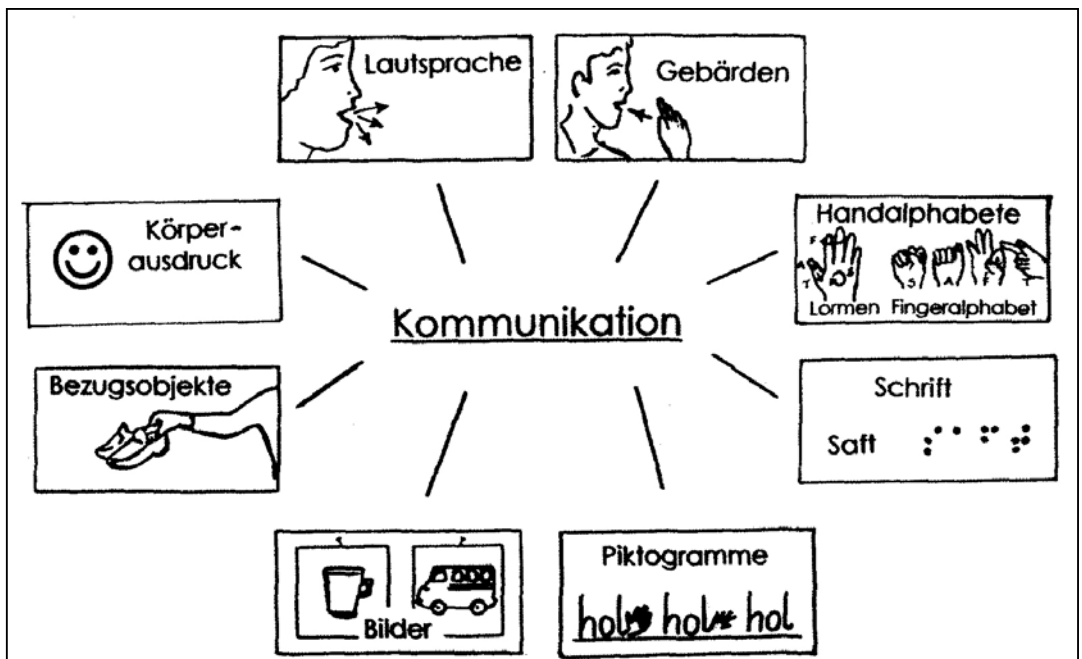 Lautsprache
Gebärden
Körper-
ausdruck
Handalphabete
F
A
T
S
S A F T
Lormen Fingeralphabet
Kommunikation
Bezugsobjekte
Schrift
Saft ⠎⠁⠋⠞
Bilder
Piktogramme
hol hol hol